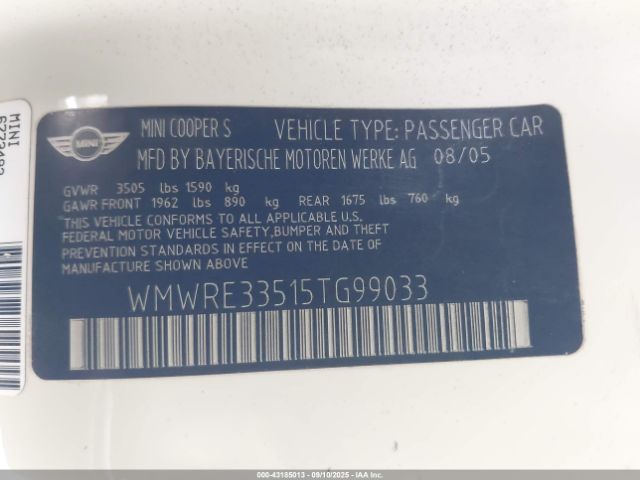 MINI
MINI COOPER S VEHICLE TYPE: PASSENGER CAR
MFD BY BAYERISCHE MOTOREN WERKE AG 08/05
GVWR 3505 lbs 1590 kg
GAWR FRONT 1962 lbs 890 kg REAR 1675 lbs 760 kg
THIS VEHICLE CONFORMS TO ALL APPLICABLE U.S.
FEDERAL MOTOR VEHICLE SAFETY,BUMPER AND THEFT
PREVENTION STANDARDS IN EFFECT ON THE DATE OF
MANUFACTURE SHOWN ABOVE
WMWRE33515TG99033
MINI
000-43185013 - 09/10/2025 - IAAI.COM